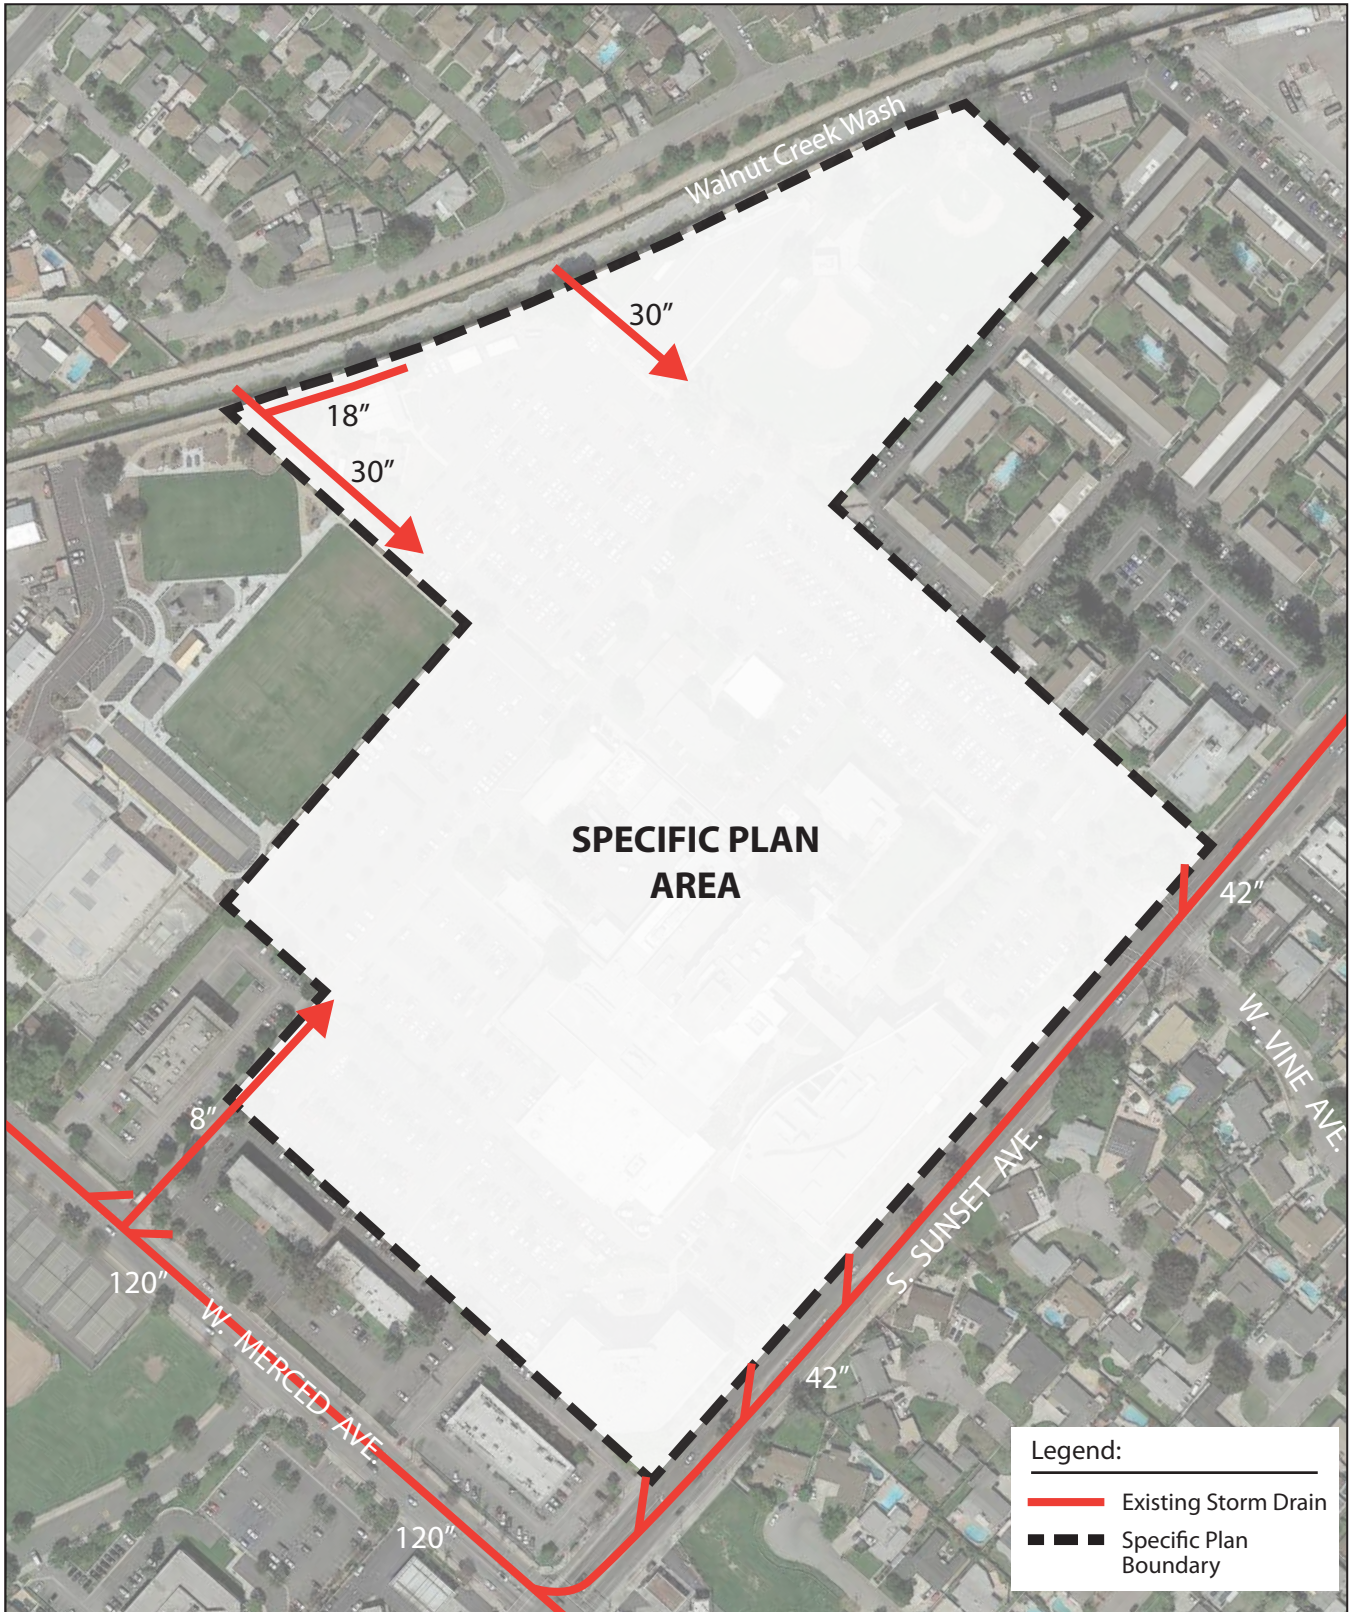 Walnut Creek Wash
30”
18”
30”
SPECIFIC PLAN
AREA
42”
W. VINE AVE.
8”
S. SUNSET AVE.
120”
W. MERCED AVE.
42”
120”
Legend:
Existing Storm Drain
Specific Plan
Boundary